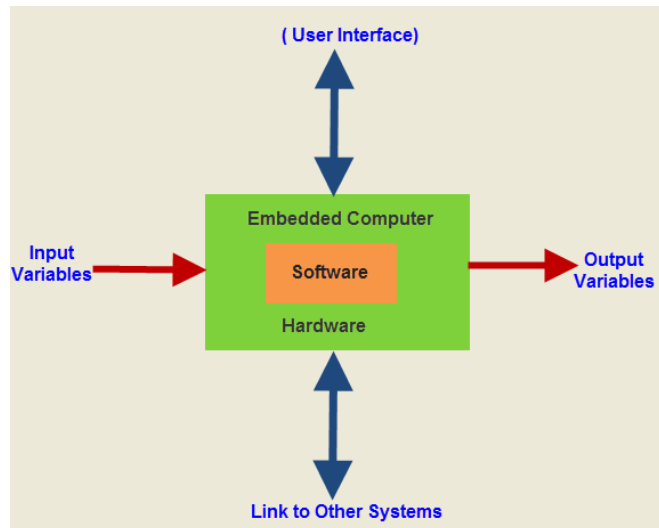 ( User Interface)
Embedded Computer
Input
Variables
Software
Output
Variables
Hardware
Link to Other Systems